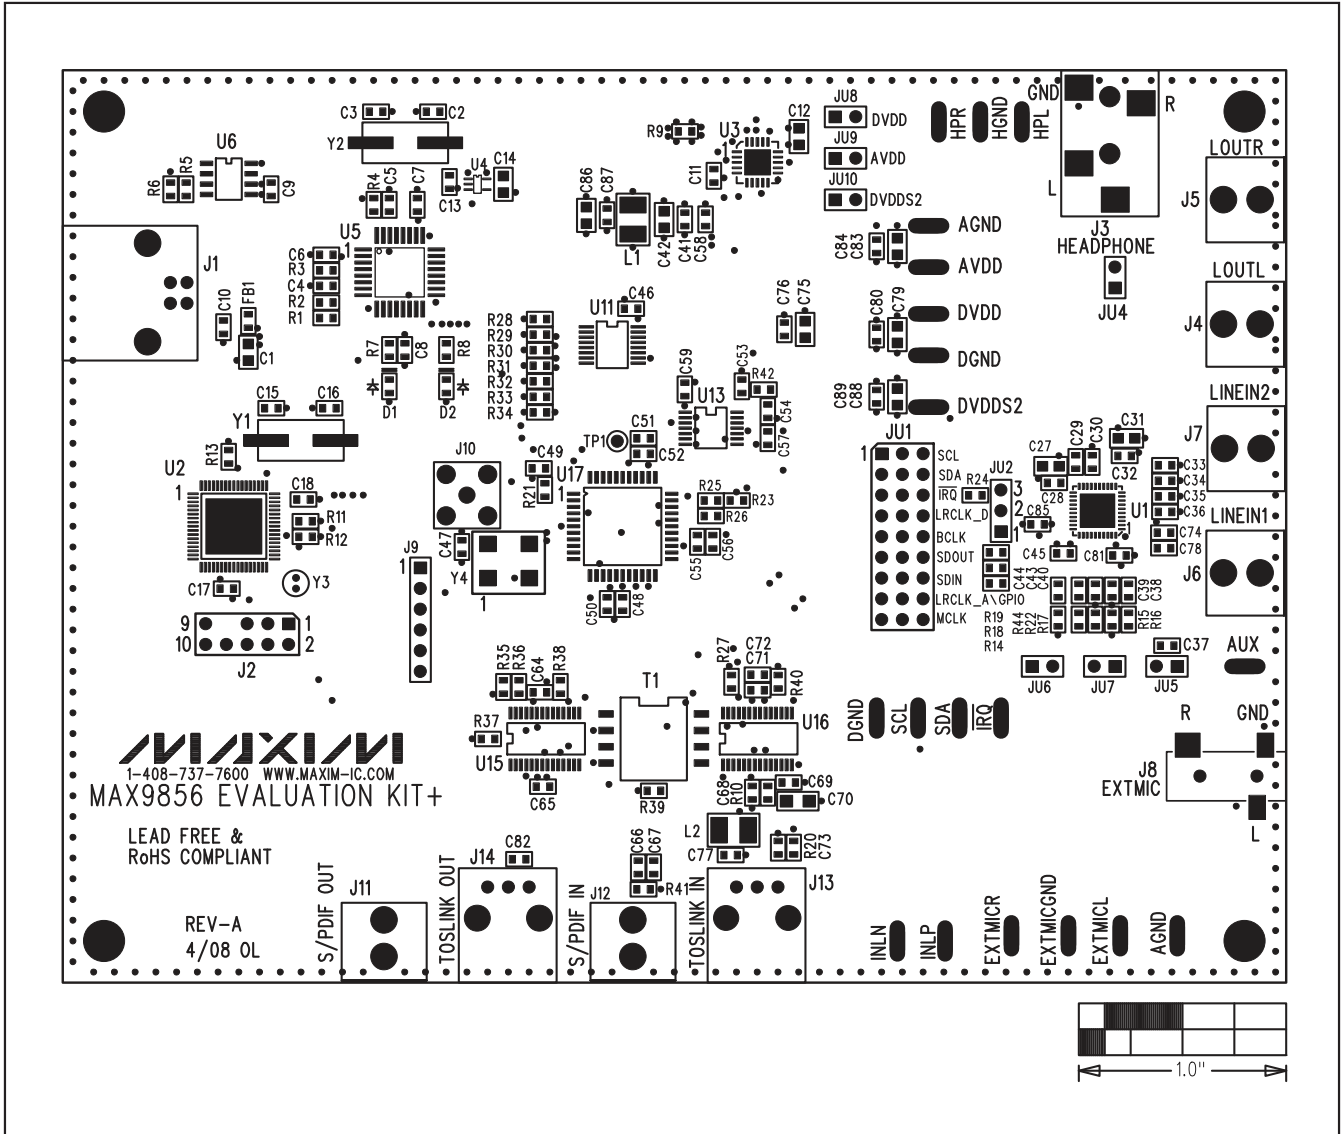 C3
C2
Y2
U6
R5
R6
C9
R4
C5
C7
C13
U4
C14
R9
U3
1
C12
C11
JU8
DVDD
JU9
AVDD
JU10
DVDDS2
HPR
HGND
HPL
GND
R
L
J3
HEADPHONE
JU4
LOUTR
J5
LOUTL
J4
LINEIN2
J7
LINEIN1
J6
J1
C10
FB1
C1
U5
1
C6
R3
C4
R2
R1
R7
C8
R8
D1
D2
C86
C87
L1
C42
C41
C58
C84
C83
AGND
AVDD
C76
C75
C80
C79
DVDD
DGND
C89
C88
DVDDS2
R28
R29
R30
R31
R32
R33
R34
U11
C46
C59
C53
R42
U13
C54
C57
C15
C16
Y1
R13
U2
1
C18
R11
R12
C17
Y3
9
1
10
2
J2
J10
C49
R21
U17
TP1
C51
C52
C47
Y4
1
J9
1
R25
R23
R26
C55
C56
C50
C48
JU1
1
SCL
SDA
IRQ
LRCLK_D
BCLK
SDOUT
SDIN
LRCLK_A\GPIO
MCLK
R24
JU2
3
2
1
C27
C28
C29
C30
C31
C32
C85
U1
1
C33
C34
C35
C36
C74
C78
C45
C81
C44
C43
C40
C39
C38
R19
R18
R14
R44
R22
R17
R15
R16
JU6
JU7
JU5
C37
AUX
R35
R36
C64
R38
R37
U15
C65
T1
R39
R27
C72
C71
R40
U16
C68
R10
C69
C70
L2
C77
R20
C73
DGND
SCL
SDA
IRQ
R
GND
J8
EXTMIC
L
MAXIM
1-408-737-7600 WWW.MAXIM-IC.COM
MAX9856 EVALUATION KIT+
LEAD FREE &
RoHS COMPLIANT
REV-A
4/08 OL
S/PDIF OUT
J11
TOSLINK OUT
J14
C82
S/PDIF IN
J12
C66
C67
R41
TOSLINK IN
J13
INLN
INLP
EXTMICR
EXTMICGND
EXTMICL
AGND
1.0"